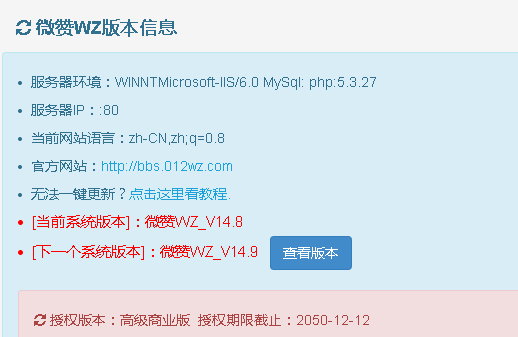 微赞WZ版本信息
服务器环境：WINNTMicrosoft-IIS/6.0 MySql: php:5.3.27
服务器IP：:80
当前网站语言：zh-CN,zh;q=0.8
官方网站：http://bbs.012wz.com
无法一键更新？点击这里看教程.
[当前系统版本]：微赞WZ_V14.8
[下一个系统版本]：微赞WZ_V14.9 查看版本
授权版本：高级商业版 授权期限截止：2050-12-12